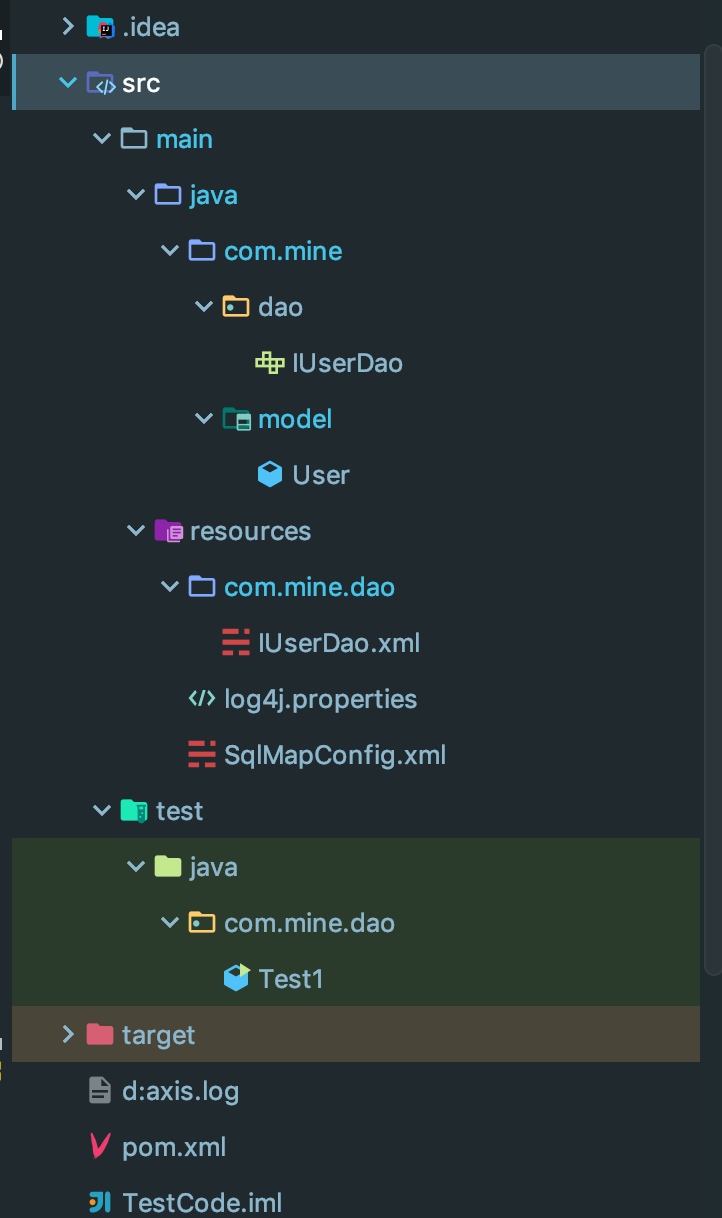 .idea
src
main
java
com.mine
dao
IUserDao
model
User
resources
com.mine.dao
IUserDao.xml
log4j.properties
SqlMapConfig.xml
test
java
com.mine.dao
Test1
target
d:axis.log
pom.xml
TestCode.iml